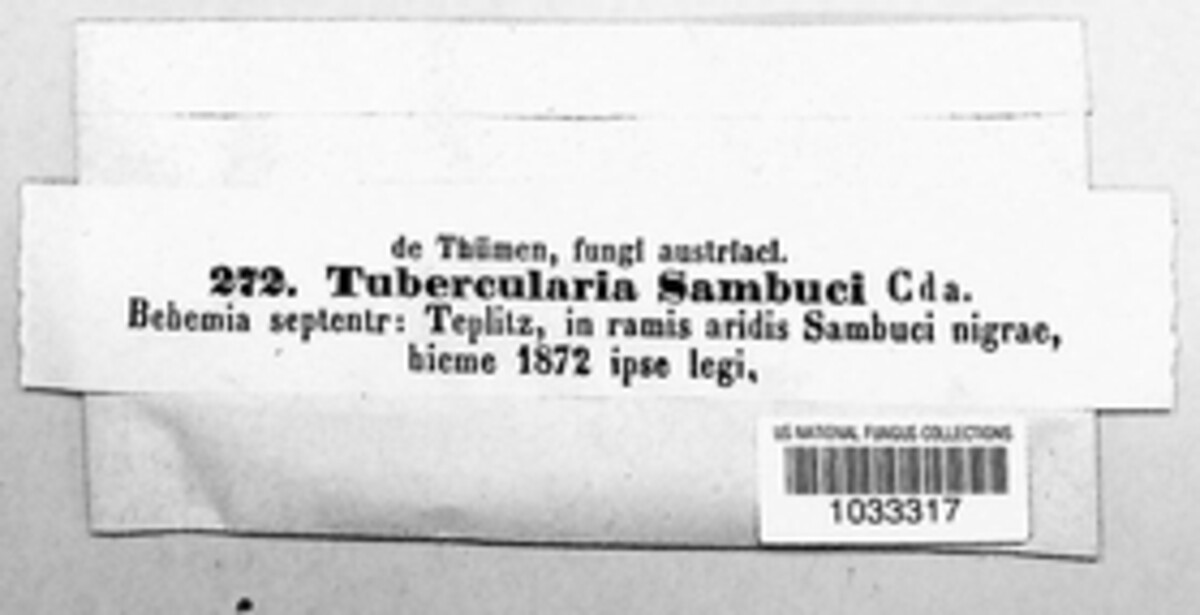 de Thümen, fungi austriaci.
272. Tubercularia Sambuci Cda.
Bohemia septentr: Teplitz, in ramis aridis Sambuci nigrae,
hieme 1872 ipse legi.
US NATIONAL FUNGUS COLLECTIONS
1033317